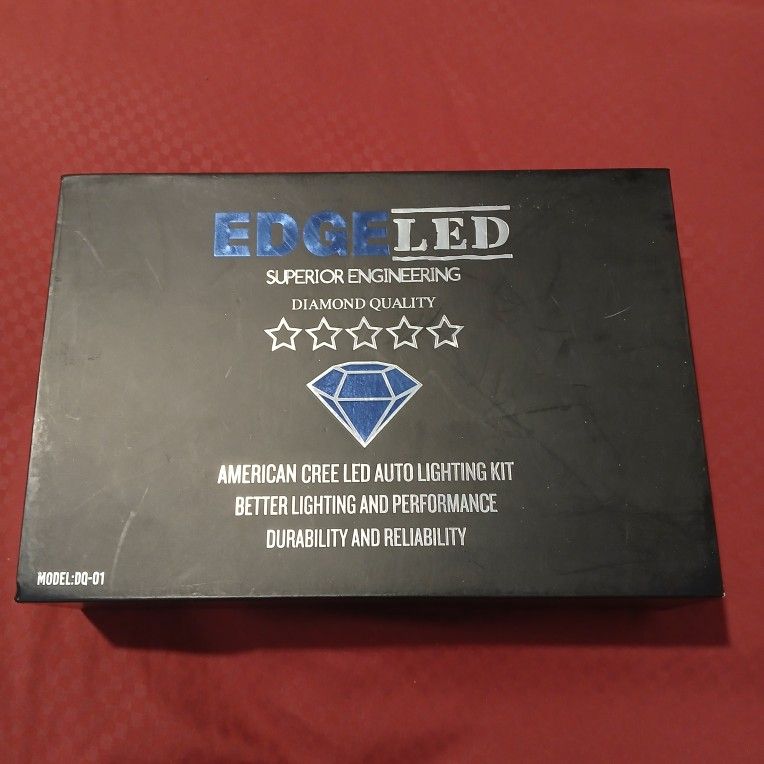 EDGELED
SUPERIOR ENGINEERING
DIAMOND QUALITY
AMERICAN CREE LED AUTO LIGHTING KIT
BETTER LIGHTING AND PERFORMANCE
DURABILITY AND RELIABILITY
MODEL:DQ-01